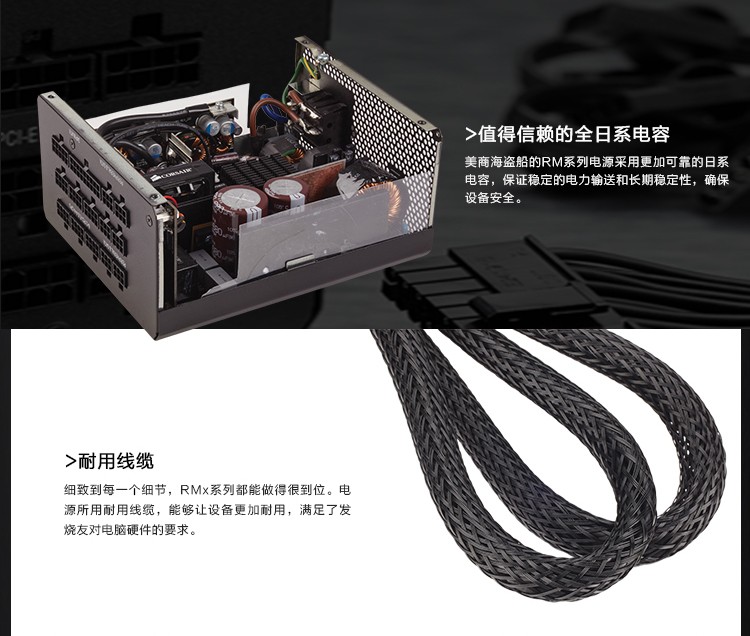 PCI-E
CORSAIR
>值得信赖的全日系电容
美商海盗船的RM系列电源采用更加可靠的日系
电容，保证稳定的电力输送和长期稳定性，确保
设备安全。
>耐用线缆
细致到每一个细节，RMx系列都能做得很到位。电
源所用耐用线缆，能够让设备更加耐用，满足了发
烧友对电脑硬件的要求。